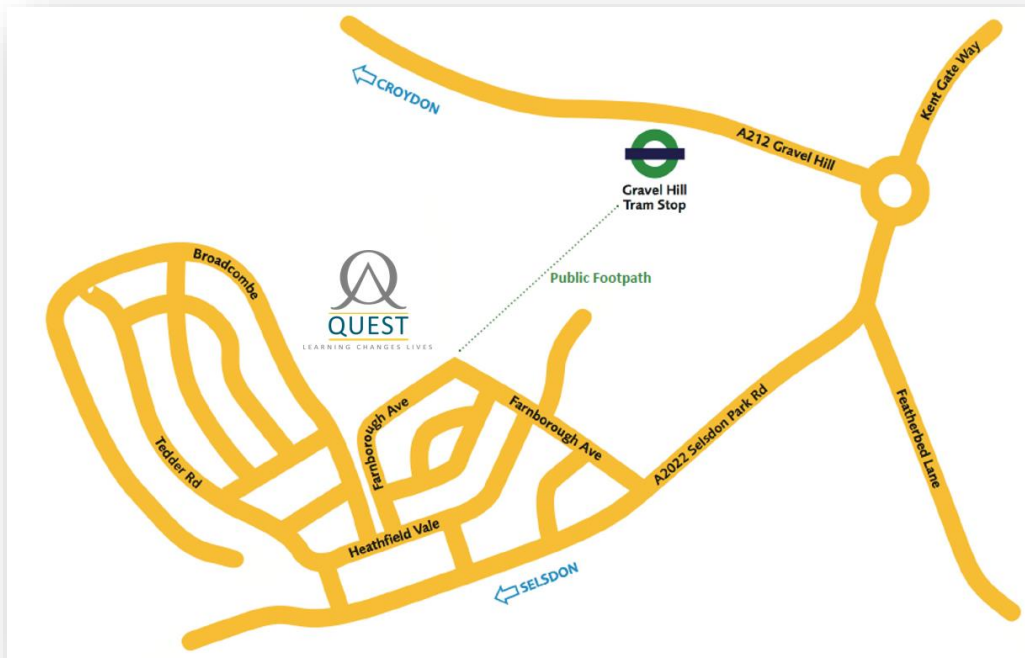 CROYDON
A212 Gravel Hill
Kent Gate Way
Gravel Hill
Tram Stop
Public Footpath
Broadcombe
QUEST
LEARNING CHANGES LIVES
Farnborough Ave
Farnborough Ave
A2022 Selsdon Park Rd
Featherbed Lane
Tedder Rd
Heathfield Vale
SELSDON